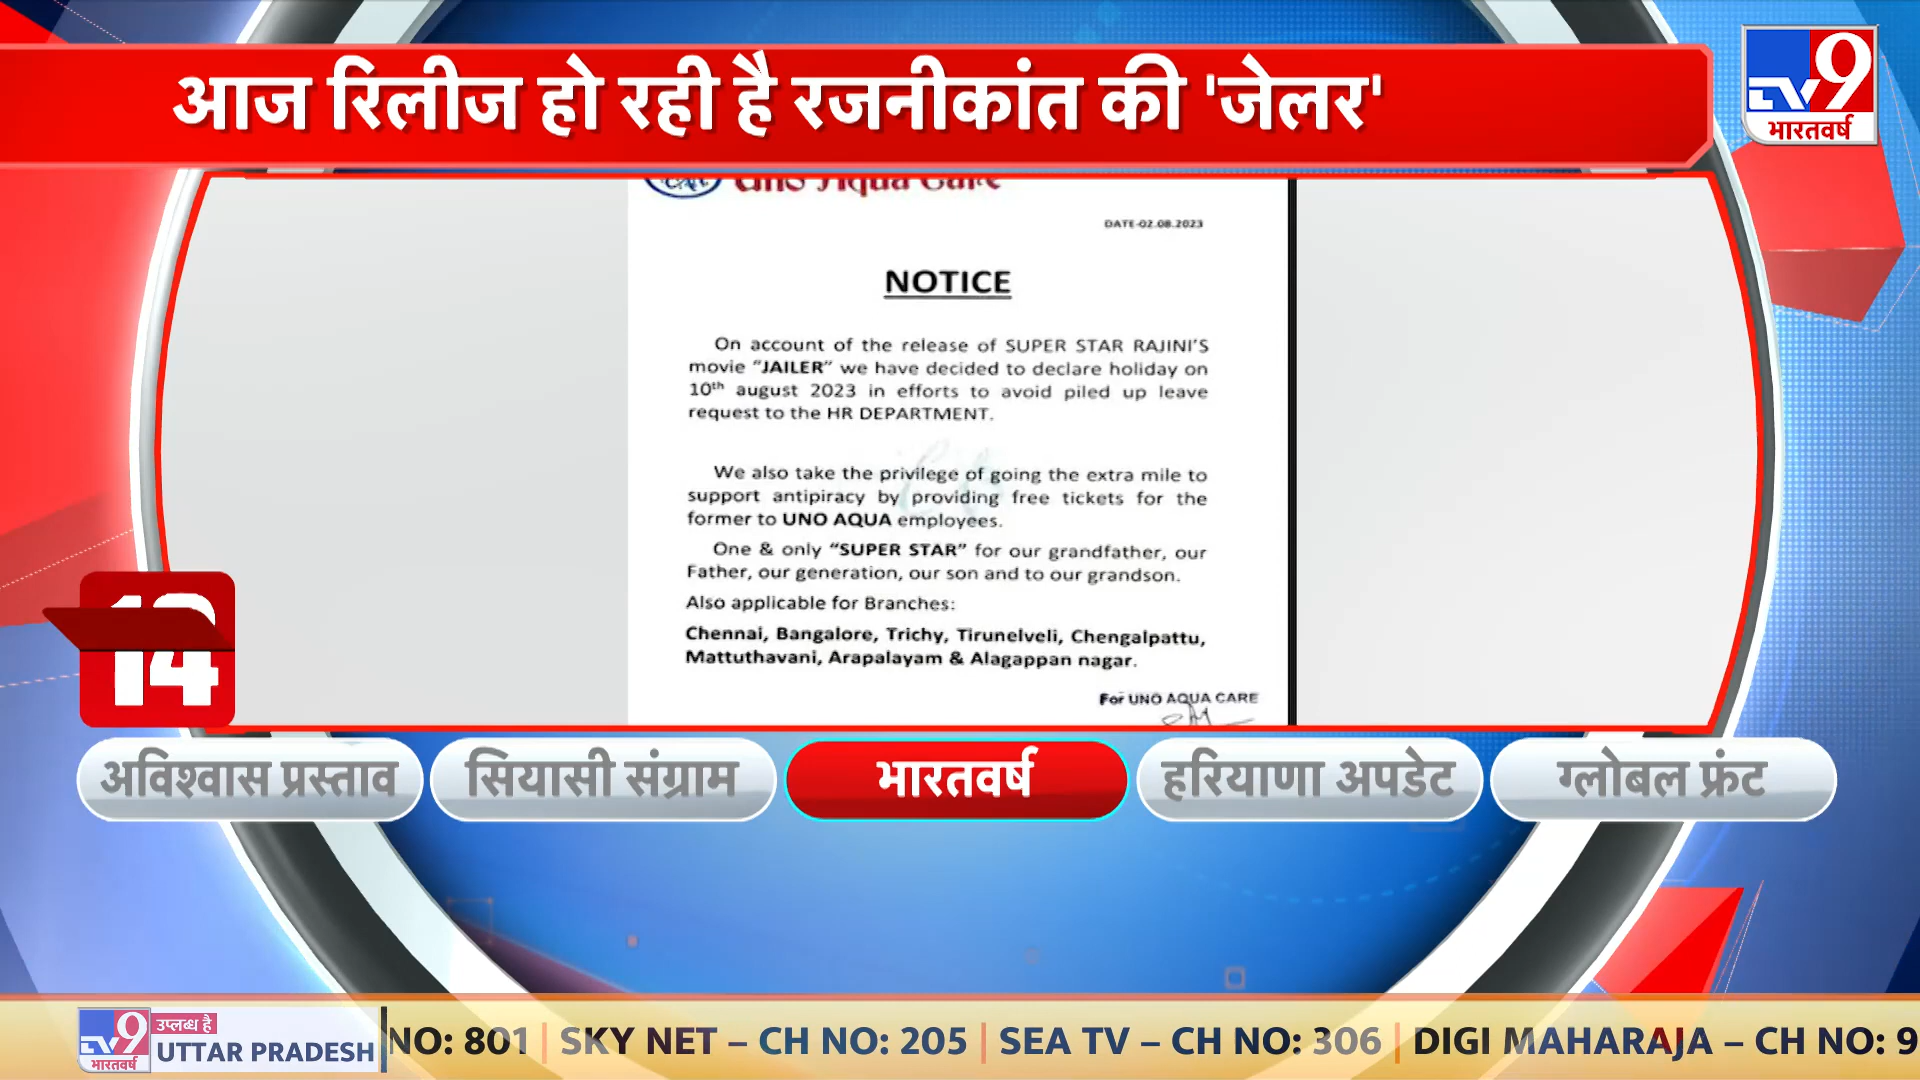 आज रिलीज हो रही है रजनीकांत की 'जेलर'
TV9
भारतवर्ष
Uno Aqua Care
DATE-02.08.2023
NOTICE
On account of the release of SUPER STAR RAJINI'S
movie "JAILER" we have decided to declare holiday on
10th august 2023 in efforts to avoid piled up leave
request to the HR DEPARTMENT.
We also take the privilege of going the extra mile to
support antipiracy by providing free tickets for the
former to UNO AQUA employees.
One & only "SUPER STAR" for our grandfather, our
Father, our generation, our son and to our grandson.
Also applicable for Branches:
Chennai, Bangalore, Trichy, Tirunelveli, Chengalpattu,
Mattuthavani, Arapalayam & Alagappan nagar.
For UNO AQUA CARE
14
अविश्वास प्रस्ताव
सियासी संग्राम
भारतवर्ष
हरियाणा अपडेट
ग्लोबल फ्रंट
TV9
भारतवर्ष
उप्लब्ध है
UTTAR PRADESH
NO: 801 | SKY NET – CH NO: 205 | SEA TV – CH NO: 306 | DIGI MAHARAJA – CH NO: 9